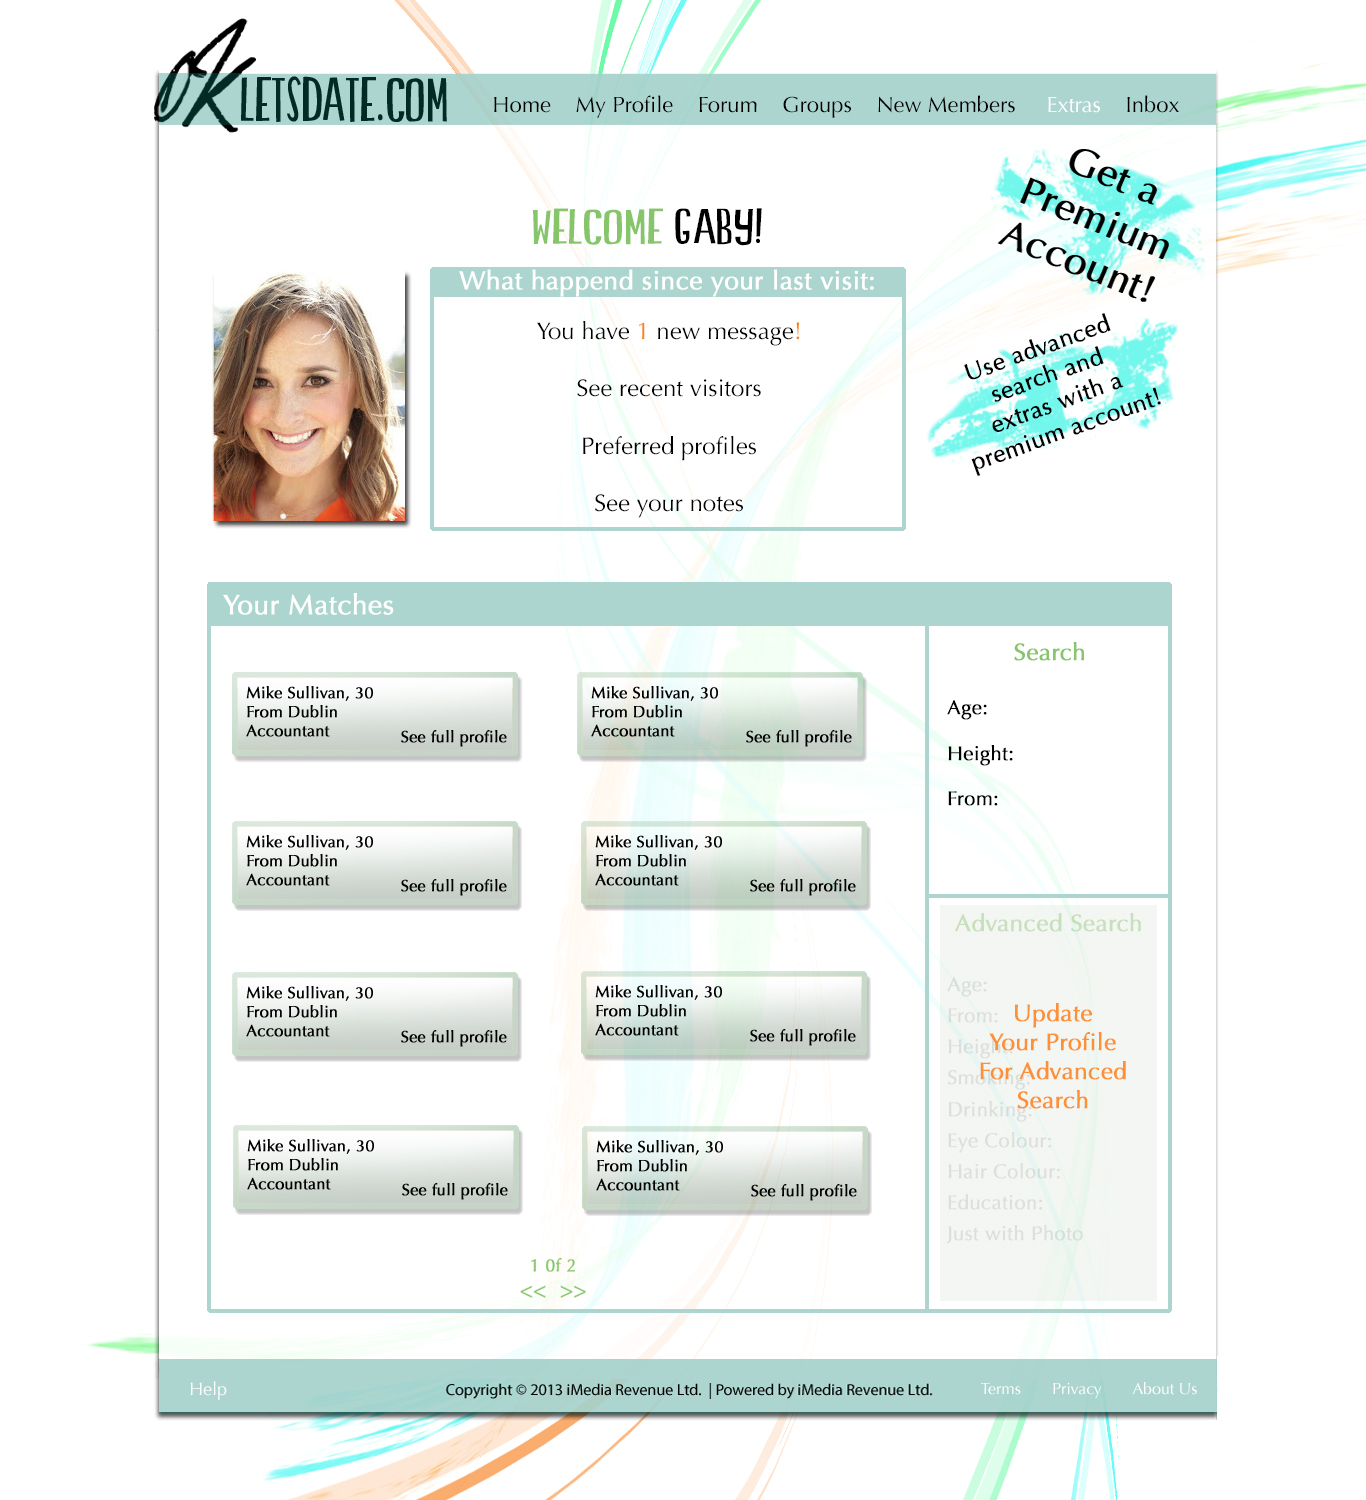 OKLETSDATE.COM
Home My Profile Forum Groups New Members Extras Inbox
Get a
Premium
Account!
WELCOME GABY!
What happend since your last visit:
You have 1 new message!
See recent visitors
Preferred profiles
See your notes
Use advanced
search and
extras with a
premium account!
Your Matches
Mike Sullivan, 30
From Dublin
Accountant
See full profile
Mike Sullivan, 30
From Dublin
Accountant
See full profile
Mike Sullivan, 30
From Dublin
Accountant
See full profile
Mike Sullivan, 30
From Dublin
Accountant
See full profile
Mike Sullivan, 30
From Dublin
Accountant
See full profile
Mike Sullivan, 30
From Dublin
Accountant
See full profile
Mike Sullivan, 30
From Dublin
Accountant
See full profile
Mike Sullivan, 30
From Dublin
Accountant
See full profile
1 0f 2
<< >>
Search
Age:
Height:
From:
Advanced Search
Age:
From:
Height:
Smoking:
Drinking:
Eye Colour:
Hair Colour:
Education:
Just with Photo
Update
Your Profile
For Advanced
Search
Help
Copyright © 2013 iMedia Revenue Ltd. | Powered by iMedia Revenue Ltd.
Terms Privacy About Us